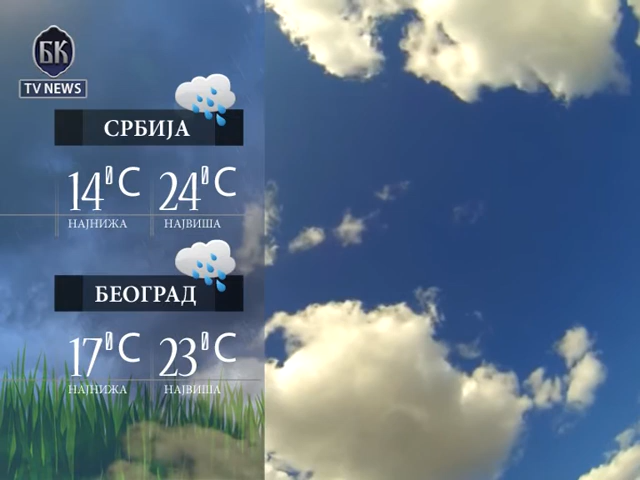 БК
TV NEWS
СРБИЈА
14°C 24°C
НАЈНИЖА НАЈВИША
БЕОГРАД
17°C 23°C
НАЈНИЖА НАЈВИША